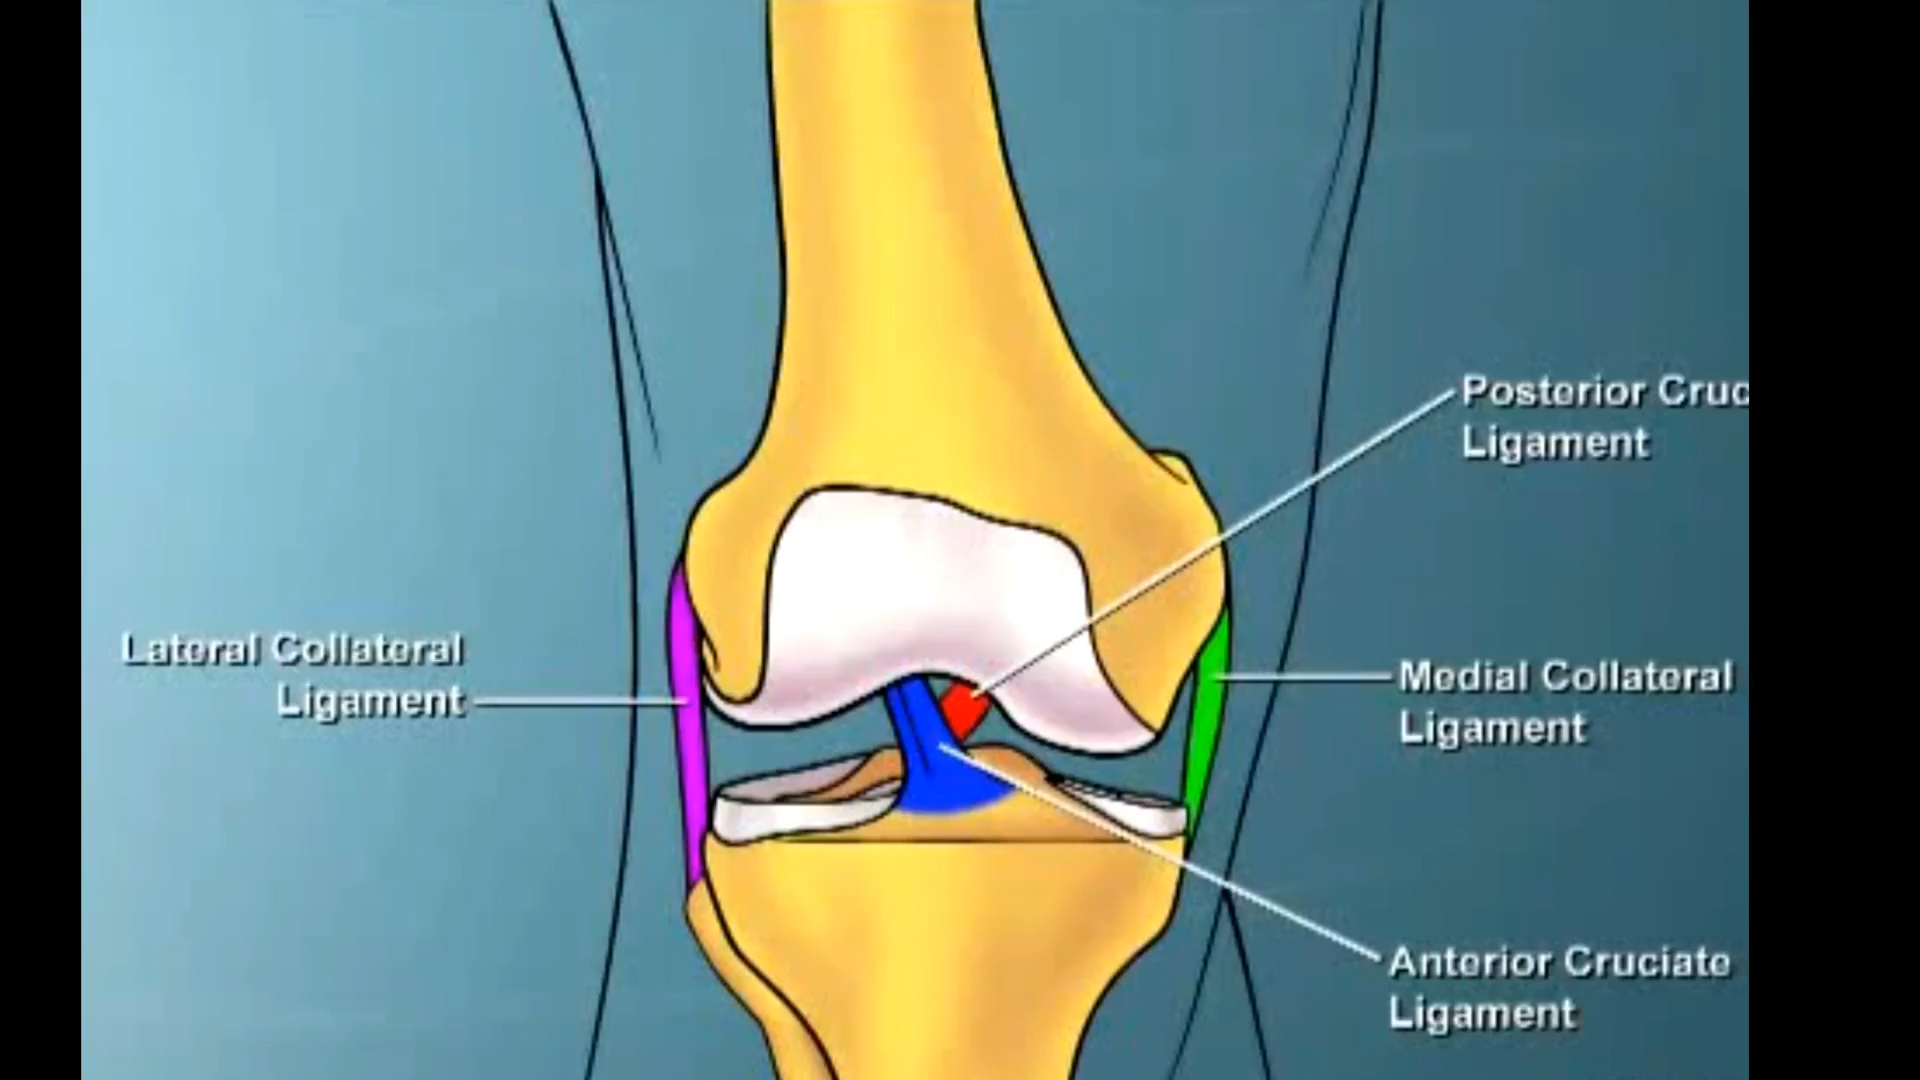 Posterior Cruc
Ligament
Lateral Collateral
Ligament
Medial Collateral
Ligament
Anterior Cruciate
Ligament